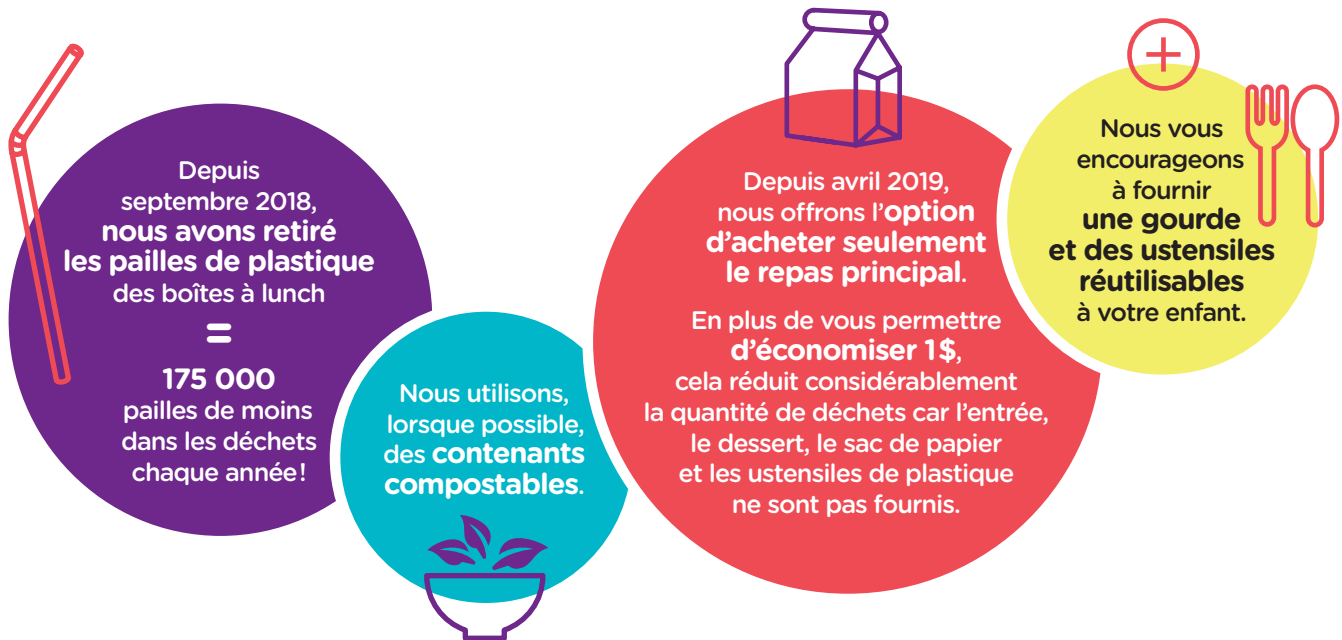 Depuis
septembre 2018,
nous avons retiré
les pailles de plastique
des boîtes à lunch
=
175 000
pailles de moins
dans les déchets
chaque année!
Nous utilisons,
lorsque possible,
des contenants
compostables.
Depuis avril 2019,
nous offrons l’option
d’acheter seulement
le repas principal.
En plus de vous permettre
d’économiser 1$,
cela réduit considérablement
la quantité de déchets car l’entrée,
le dessert, le sac de papier
et les ustensiles de plastique
ne sont pas fournis.
+
Nous vous
encourageons
à fournir
une gourde
et des ustensiles
réutilisables
à votre enfant.